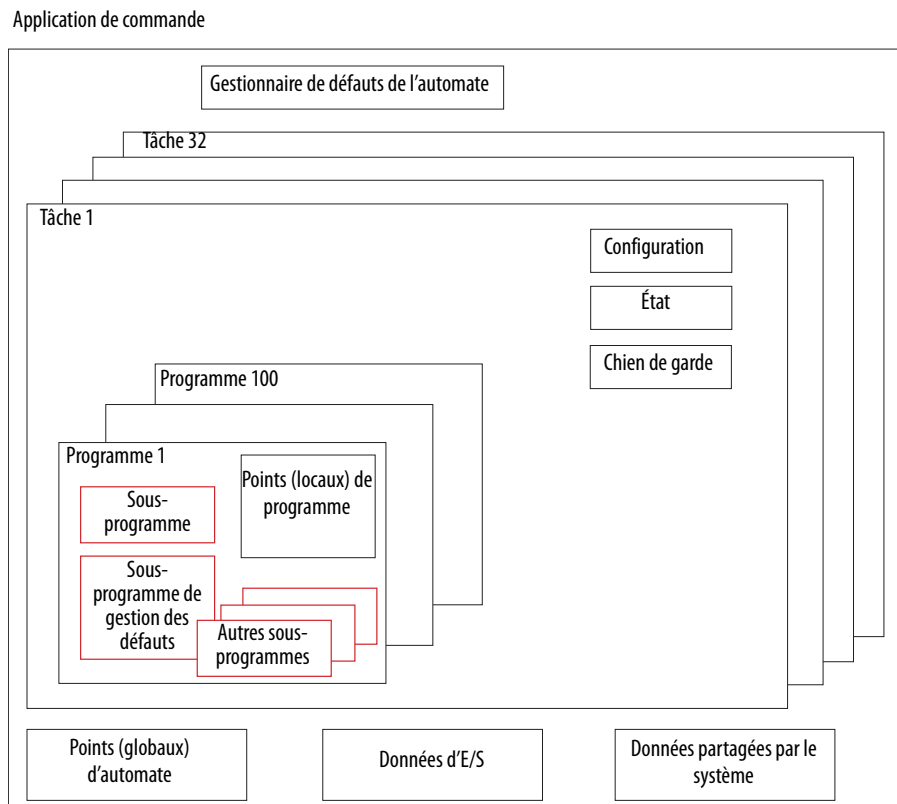 Application de commande
Gestionnaire de défauts de l’automate
Tâche 32
Tâche 1
Configuration
État
Chien de garde
Programme 100
Programme 1
Points (locaux) de
programme
Sous-
programme
Sous-
programme de
gestion des
défauts
Autres sous-
programmes
Points (globaux)
d’automate
Données d’E/S
Données partagées par le
système